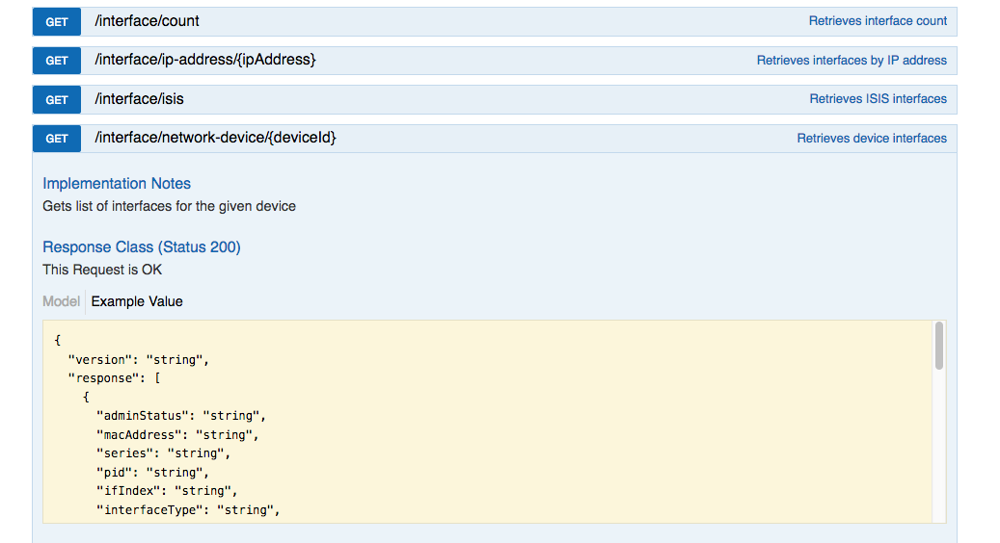 GET /interface/count Retrieves interface count
GET /interface/ip-address/{ipAddress} Retrieves interfaces by IP address
GET /interface/isis Retrieves ISIS interfaces
GET /interface/network-device/{deviceId} Retrieves device interfaces
Implementation Notes
Gets list of interfaces for the given device
Response Class (Status 200)
This Request is OK
Model Example Value
{
"version": "string",
"response": [
{
"adminStatus": "string",
"macAddress": "string",
"series": "string",
"pid": "string",
"ifIndex": "string",
"interfaceType": "string",